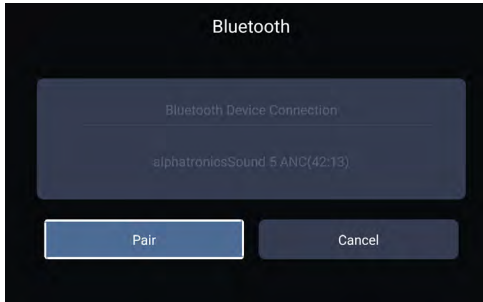 Bluetooth
Bluetooth Device Connection
alphatronicsSound 5 ANC(42:13)
Pair
Cancel